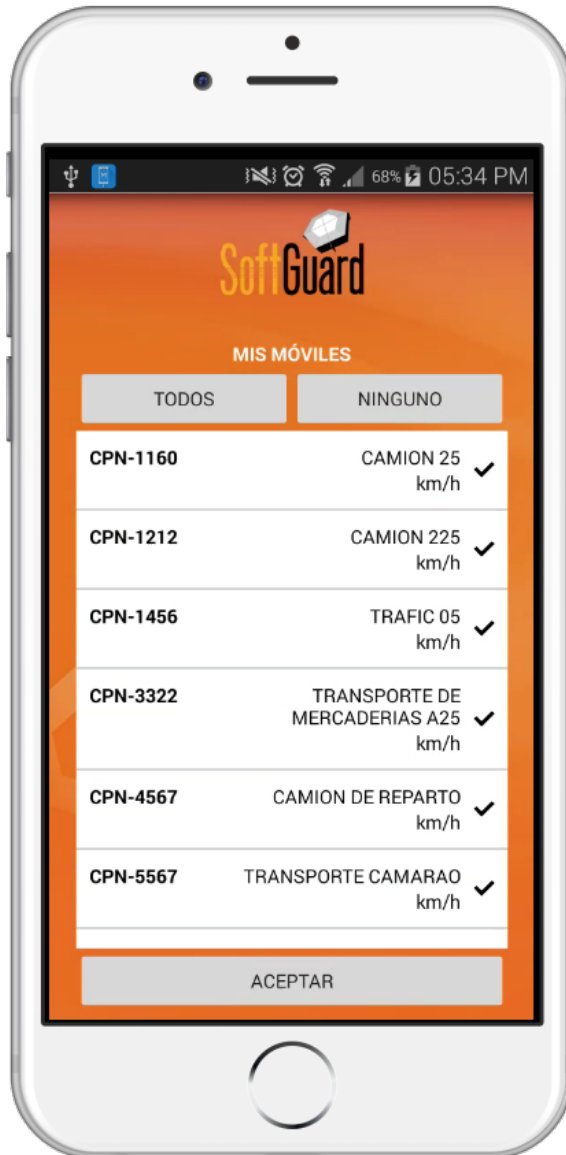 68% 05:34 PM
SoftGuard
MIS MÓVILES
TODOS NINGUNO
CPN-1160 CAMION 25
km/h
CPN-1212 CAMION 225
km/h
CPN-1456 TRAFIC 05
km/h
CPN-3322 TRANSPORTE DE
MERCADERIAS A25
km/h
CPN-4567 CAMION DE REPARTO
km/h
CPN-5567 TRANSPORTE CAMARAO
km/h
ACEPTAR